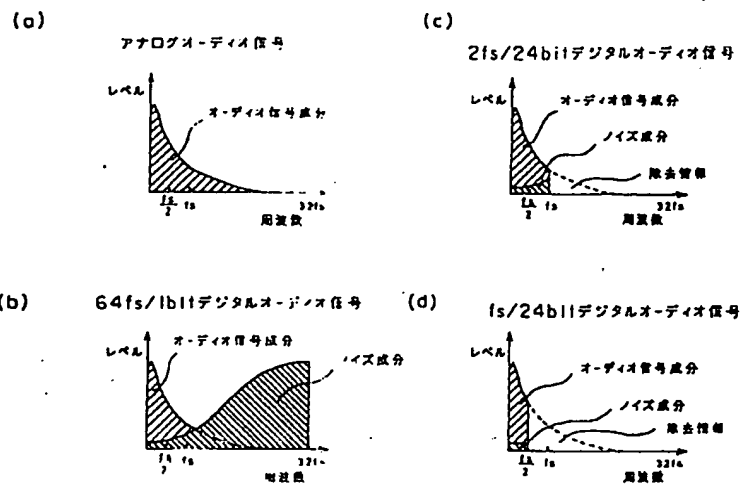 (a)
アナログオーディオ信号
レベル
オーディオ信号成分
fs/2 fs 32fs
周波数
(b)
64fs/1bitデジタルオーディオ信号
レベル
オーディオ信号成分
ノイズ成分
fs/2 fs 32fs
周波数
(c)
2fs/24bitデジタルオーディオ信号
レベル
オーディオ信号成分
ノイズ成分
除去情報
fs/2 fs 32fs
周波数
(d)
fs/24bitデジタルオーディオ信号
レベル
オーディオ信号成分
ノイズ成分
除去情報
fs/2 fs 32fs
周波数